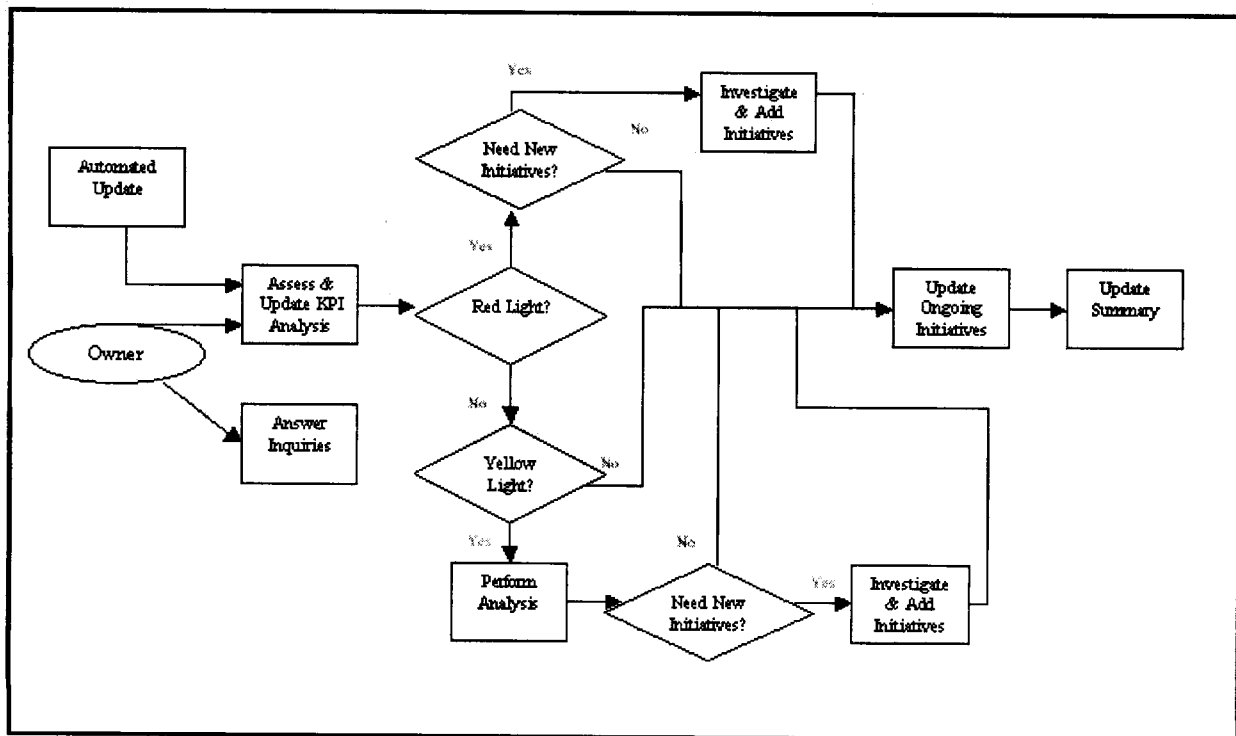 Yes
Investigate
& Add
Initiatives
No
Need New
Initiatives?
Automated
Update
Yes
Assess &
Update KPI
Analysis
Red Light?
Update
Ongoing
Initiatives
Update
Summary
Owner
No
Answer
Inquiries
Yellow
Light?
No
Yes
No
Perform
Analysis
Need New
Initiatives?
Yes
Investigate
& Add
Initiatives